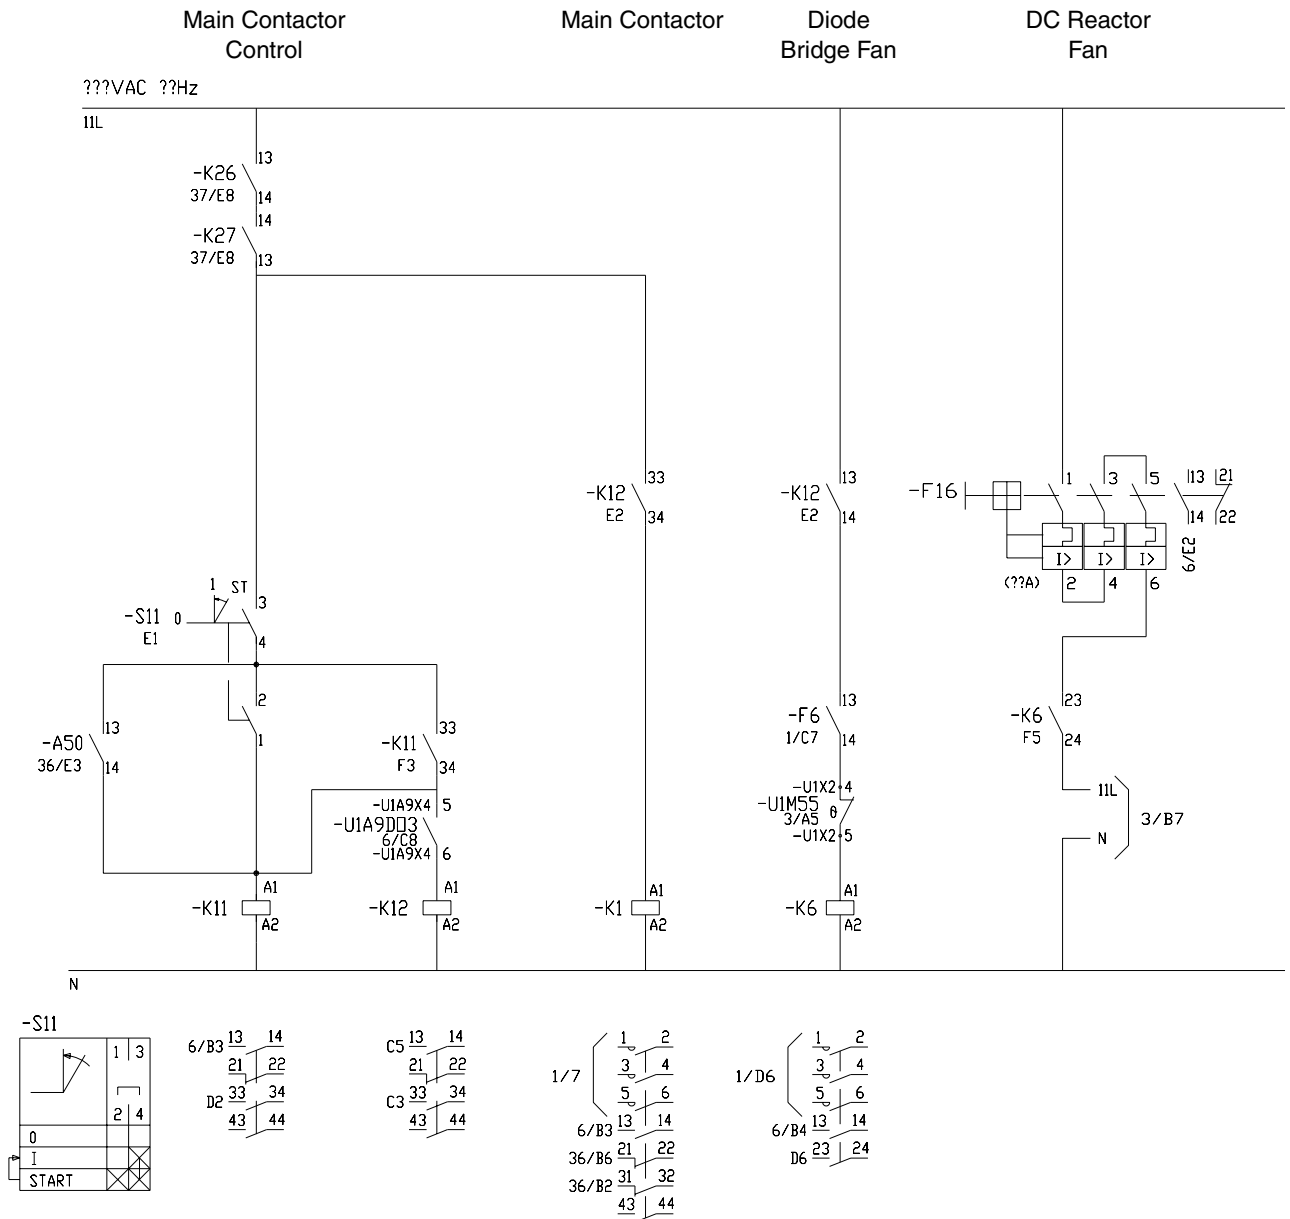 Main Contactor
Control
Main Contactor
Diode
Bridge Fan
DC Reactor
Fan
???VAC ??Hz
11L
13
-K26
37/E8
14
14
-K27
37/E8
13
33
-K12
E2
34
13
-K12
E2
14
-F16
1
3
5
13
21
14
22
I>
I>
I>
(??A)
2
4
6
6/E2
1
ST
3
-S11
0
E1
4
2
1
13
-A50
36/E3
14
33
-K11
F3
34
-U1A9X4
5
-U1A9DO3
6/C8
-U1A9X4
6
13
-F6
1/C7
14
-U1X2
4
-U1M55
3/A5
θ
-U1X2
5
23
-K6
F5
24
11L
N
3/B7
A1
-K11
A2
A1
-K12
A2
A1
-K1
A2
A1
-K6
A2
N
-S11
1 3
2 4
0
I
START
6/B3 13 14
21 22
D2 33 34
43 44
C5 13 14
21 22
C3 33 34
43 44
1/7
1 2
3 4
5 6
6/B3 13 14
36/B6 21 22
36/B2 31 32
43 44
1/D6
1 2
3 4
5 6
6/B4 13 14
D6 23 24